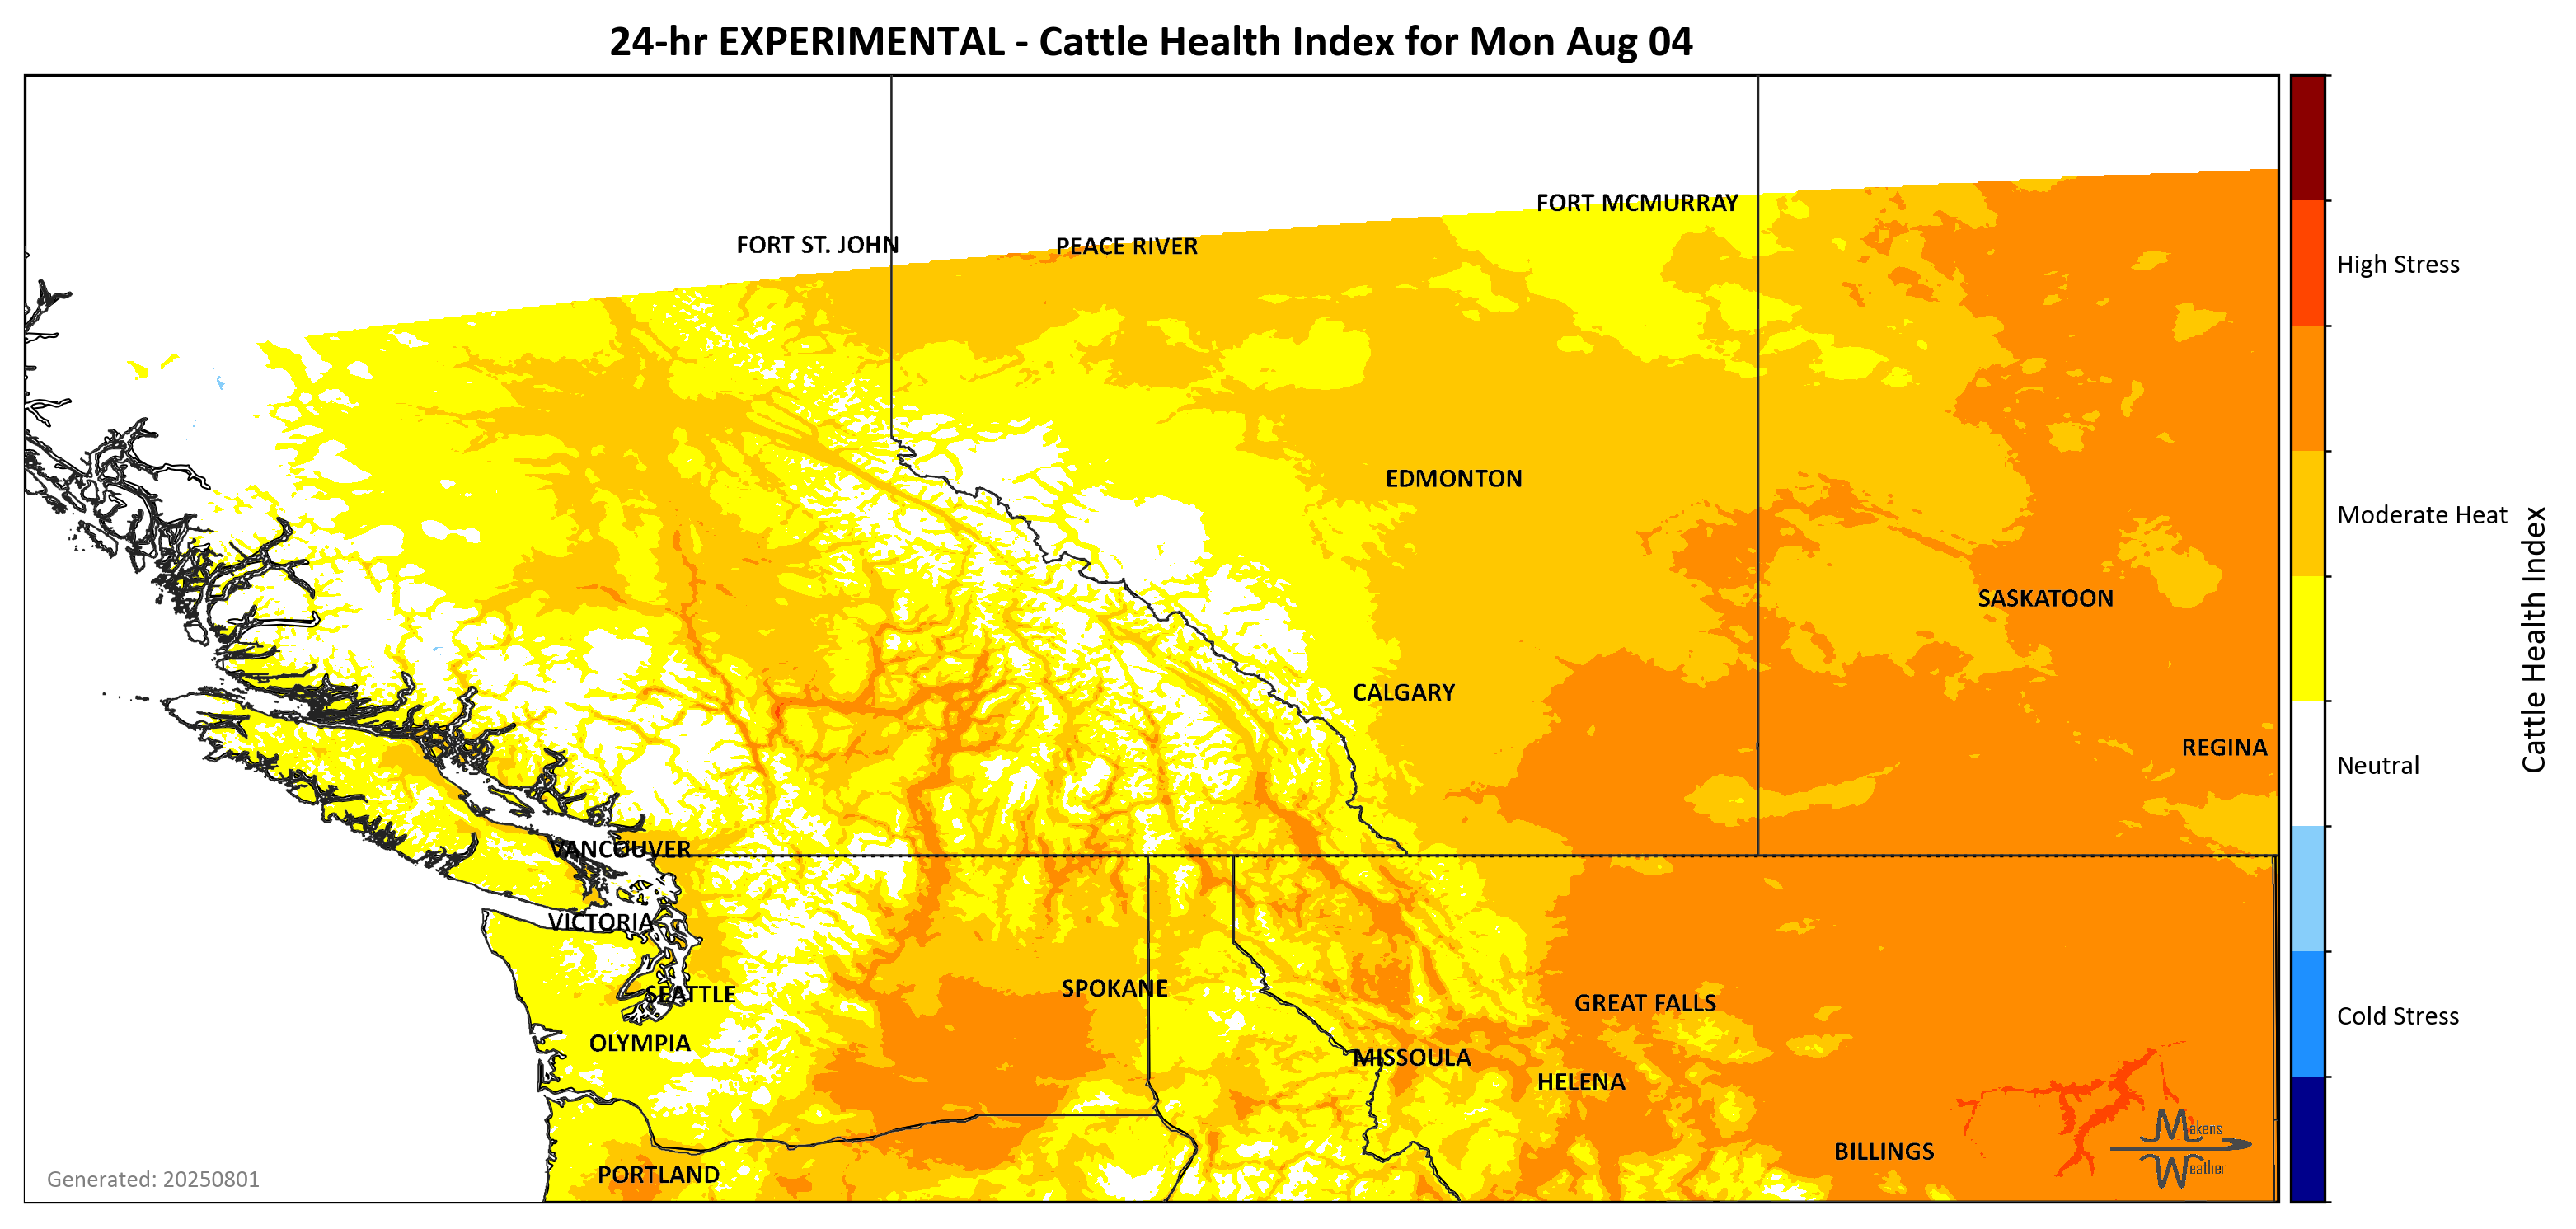 24-hr EXPERIMENTAL - Cattle Health Index for Mon Aug 04
FORT MCMURRAY
FORT ST. JOHN
PEACE RIVER
High Stress
EDMONTON
Moderate Heat
SASKATOON
CALGARY
REGINA
Neutral
Cattle Health Index
VANCOUVER
VICTORIA
SPOKANE
SEATTLE
GREAT FALLS
Cold Stress
OLYMPIA
MISSOULA
HELENA
Makens
Weather
BILLINGS
PORTLAND
Generated: 20250801